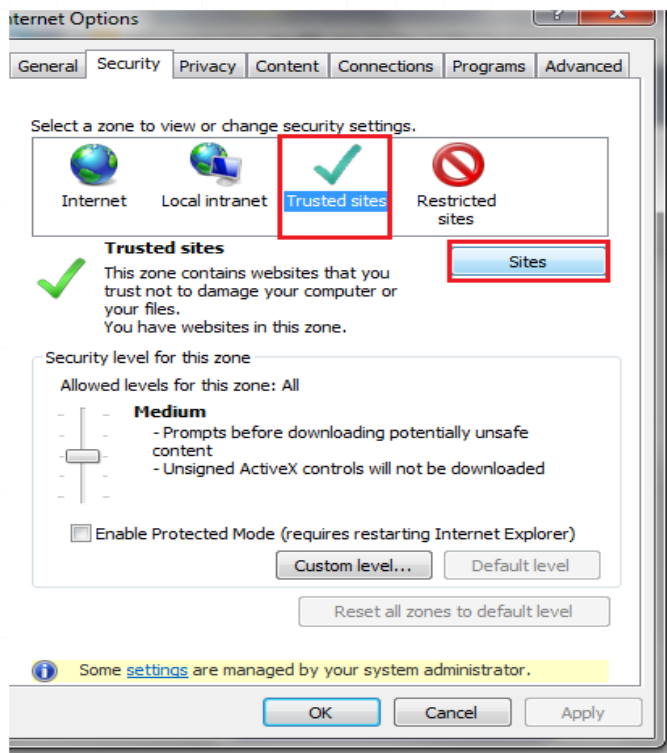 Internet Options
General Security Privacy Content Connections Programs Advanced
Select a zone to view or change security settings.
Internet
Local intranet
Trusted sites
Restricted
sites
Trusted sites
Sites
This zone contains websites that you
trust not to damage your computer or
your files.
You have websites in this zone.
Security level for this zone
Allowed levels for this zone: All
Medium
- Prompts before downloading potentially unsafe
content
- Unsigned ActiveX controls will not be downloaded
Enable Protected Mode (requires restarting Internet Explorer)
Custom level...
Default level
Reset all zones to default level
Some settings are managed by your system administrator.
OK
Cancel
Apply